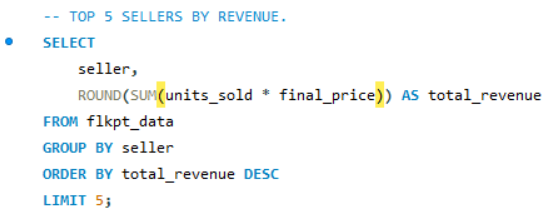 -- TOP 5 SELLERS BY REVENUE.
SELECT
seller,
ROUND(SUM(units_sold * final_price)) AS total_revenue
FROM flkpt_data
GROUP BY seller
ORDER BY total_revenue DESC
LIMIT 5;